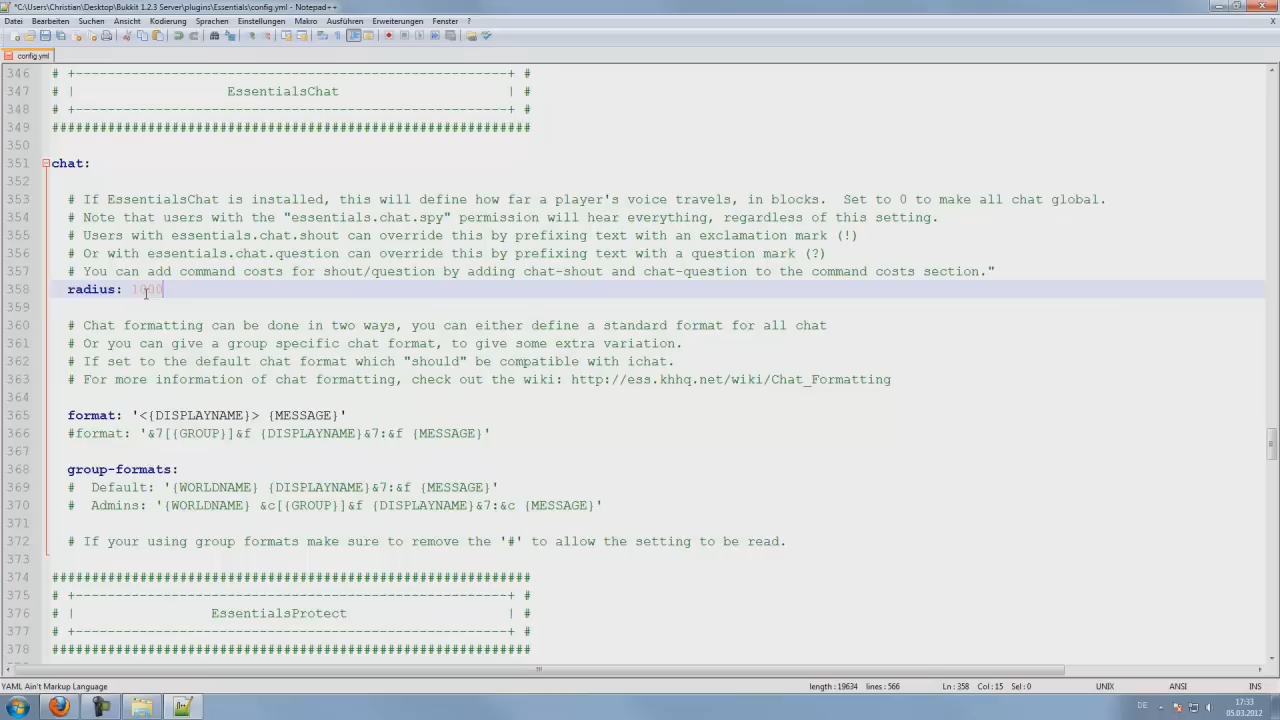 *C:\Users\Christian\Desktop\Bukkit 1.2.3 Server\plugins\Essentials\config.yml - Notepad++
Datei Bearbeiten Suchen Ansicht Kodierung Sprachen Einstellungen Makro Ausführen Erweiterungen Fenster ?
config.yml
346 # +------------------------------------------------------+ #
347 # | EssentialsChat | #
348 # +------------------------------------------------------+ #
349 ############################################################
350
351 chat:
352
353 # If EssentialsChat is installed, this will define how far a player's voice travels, in blocks.  Set to 0 to make all chat global.
354 # Note that users with the "essentials.chat.spy" permission will hear everything, regardless of this setting.
355 # Users with essentials.chat.shout can override this by prefixing text with an exclamation mark (!)
356 # Or with essentials.chat.question can override this by prefixing text with a question mark (?)
357 # You can add command costs for shout/question by adding chat-shout and chat-question to the command costs section."
358 radius: 1000
359
360 # Chat formatting can be done in two ways, you can either define a standard format for all chat
361 # Or you can give a group specific chat format, to give some extra variation.
362 # If set to the default chat format which "should" be compatible with ichat.
363 # For more information of chat formatting, check out the wiki: http://ess.khhq.net/wiki/Chat_Formatting
364
365 format: '<{DISPLAYNAME}> {MESSAGE}'
366 #format: '&7[{GROUP}]&f {DISPLAYNAME}&7:&f {MESSAGE}'
367
368 group-formats:
369 #  Default: '{WORLDNAME} {DISPLAYNAME}&7:&f {MESSAGE}'
370 #  Admins: '{WORLDNAME} &c[{GROUP}]&f {DISPLAYNAME}&7:&c {MESSAGE}'
371
372 # If your using group formats make sure to remove the '#' to allow the setting to be read.
373
374 ############################################################
375 # +------------------------------------------------------+ #
376 # | EssentialsProtect | #
377 # +------------------------------------------------------+ #
378 ############################################################
YAML Ain't Markup Language length : 19634 lines : 566 Ln : 358 Col : 15 Sel : 0 UNIX ANSI INS
DE 17:33
05.03.2012